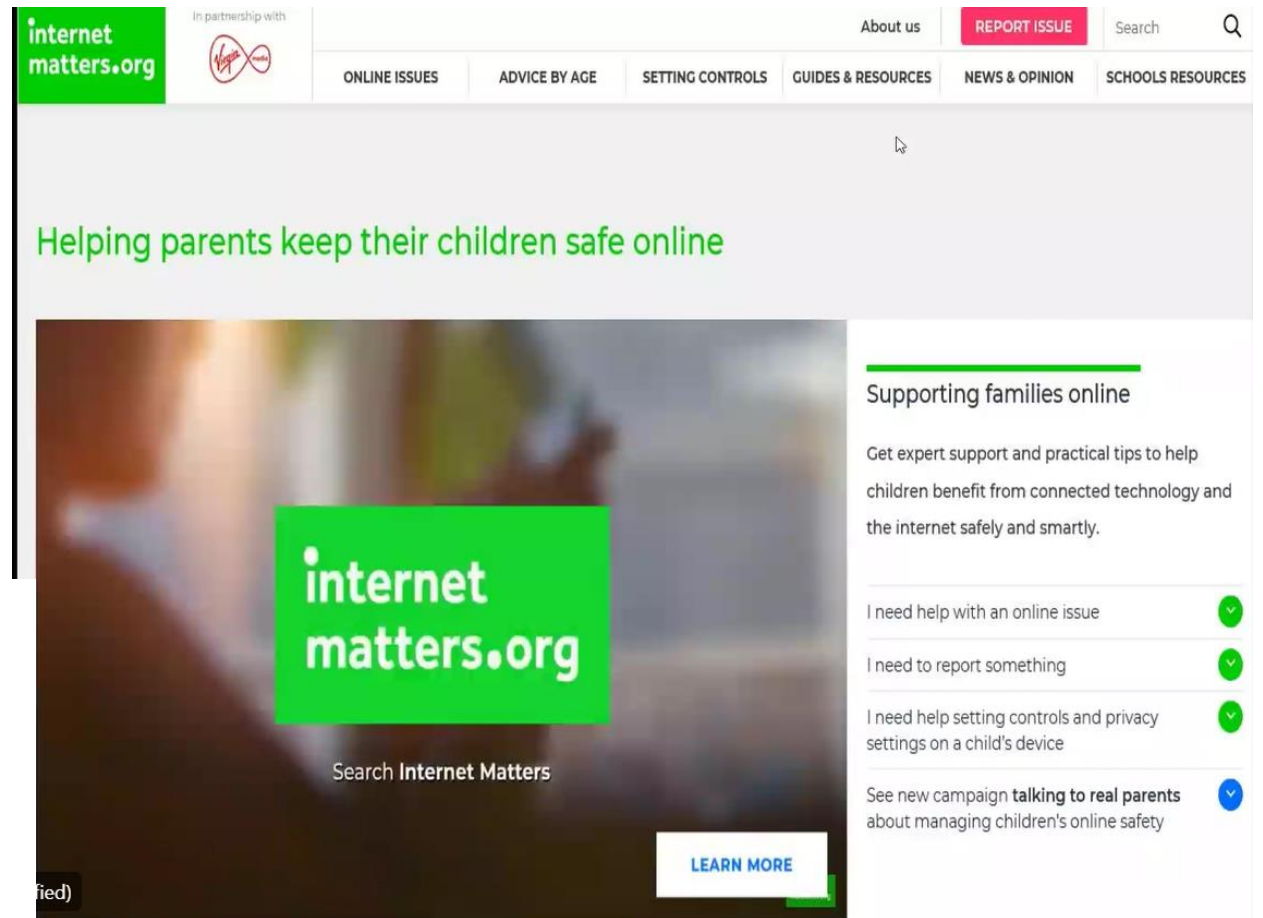 internet
matters.org
In partnership with
Virgin media
About us
REPORT ISSUE
Search
ONLINE ISSUES
ADVICE BY AGE
SETTING CONTROLS
GUIDES & RESOURCES
NEWS & OPINION
SCHOOLS RESOURCES
Helping parents keep their children safe online
internet
matters.org
Search Internet Matters
LEARN MORE
fied)
Supporting families online
Get expert support and practical tips to help
children benefit from connected technology and
the internet safely and smartly.
I need help with an online issue
I need to report something
I need help setting controls and privacy
settings on a child's device
See new campaign talking to real parents
about managing children's online safety